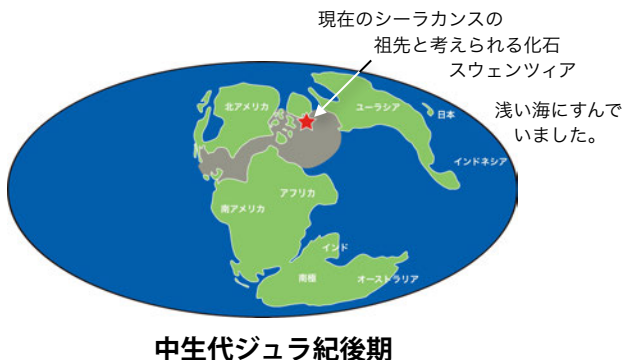 現在のシーラカンスの
祖先と考えられる化石
スウェンツィア
浅い海にすんで
いました。
北アメリカ
ユーラシア
日本
インドネシア
アフリカ
南アメリカ
インド
南極
オーストラリア
中生代ジュラ紀後期